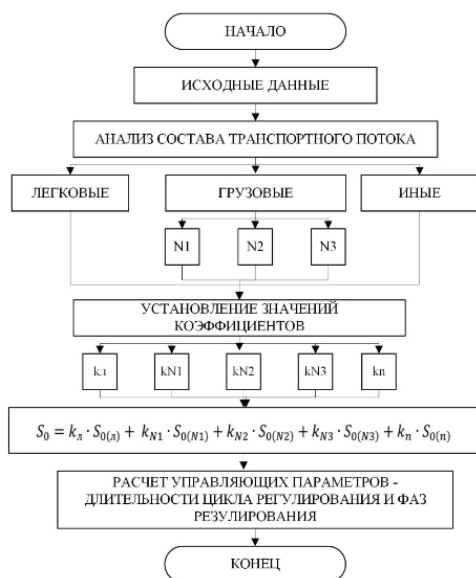 НАЧАЛО
ИСХОДНЫЕ ДАННЫЕ
АНАЛИЗ СОСТАВА ТРАНСПОРТНОГО ПОТОКА
ЛЕГКОВЫЕ
ГРУЗОВЫЕ
ИНЫЕ
N1
N2
N3
УСТАНОВЛЕНИЕ ЗНАЧЕНИЙ
КОЭФФИЦИЕНТОВ
kл
kN1
kN2
kN3
kn
S₀ = kл · S₀(л) + kN1 · S₀(N1) + kN2 · S₀(N2) + kN3 · S₀(N3) + kn · S₀(n)
РАСЧЕТ УПРАВЛЯЮЩИХ ПАРАМЕТРОВ -
ДЛИТЕЛЬНОСТИ ЦИКЛА РЕГУЛИРОВАНИЯ И ФАЗ
РЕЗУЛИРОВАНИЯ
КОНЕЦ